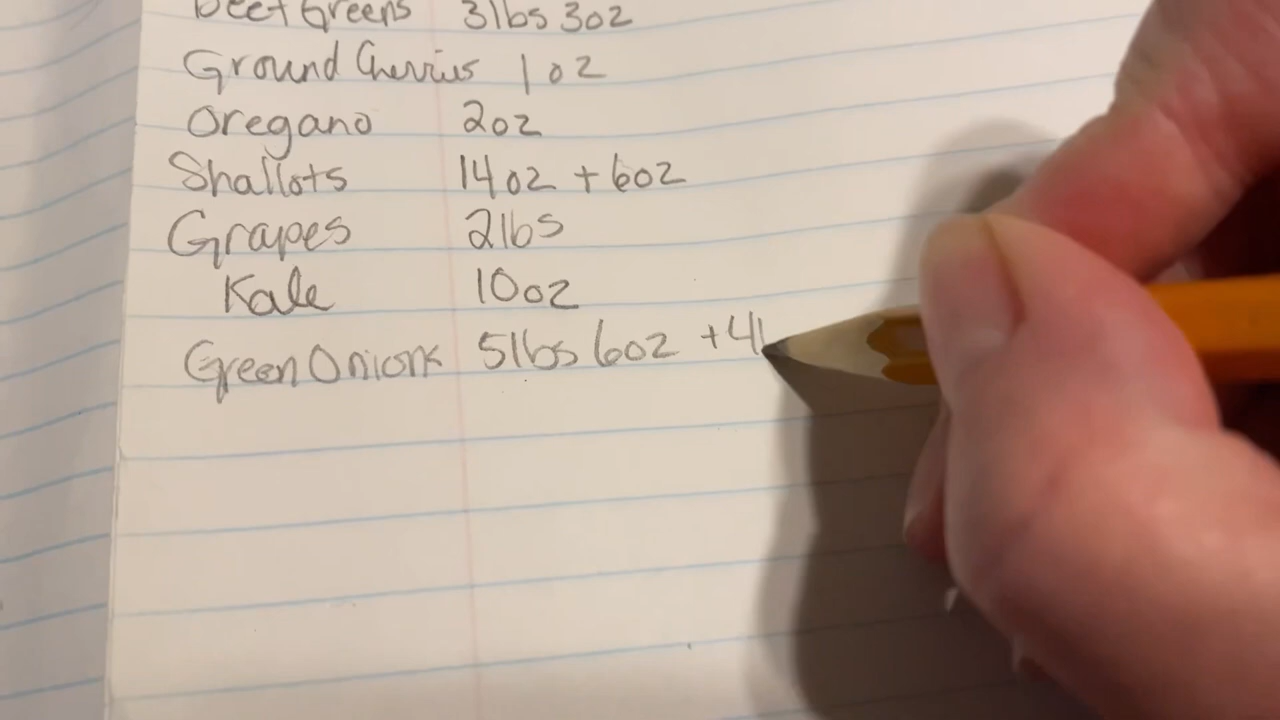 Beet Greens 3lbs 3oz
Ground Cherries 1oz
Oregano 2oz
Shallots 14oz + 6oz
Grapes 2lbs
Kale 10oz
Green Onions 5lbs 6oz +4l